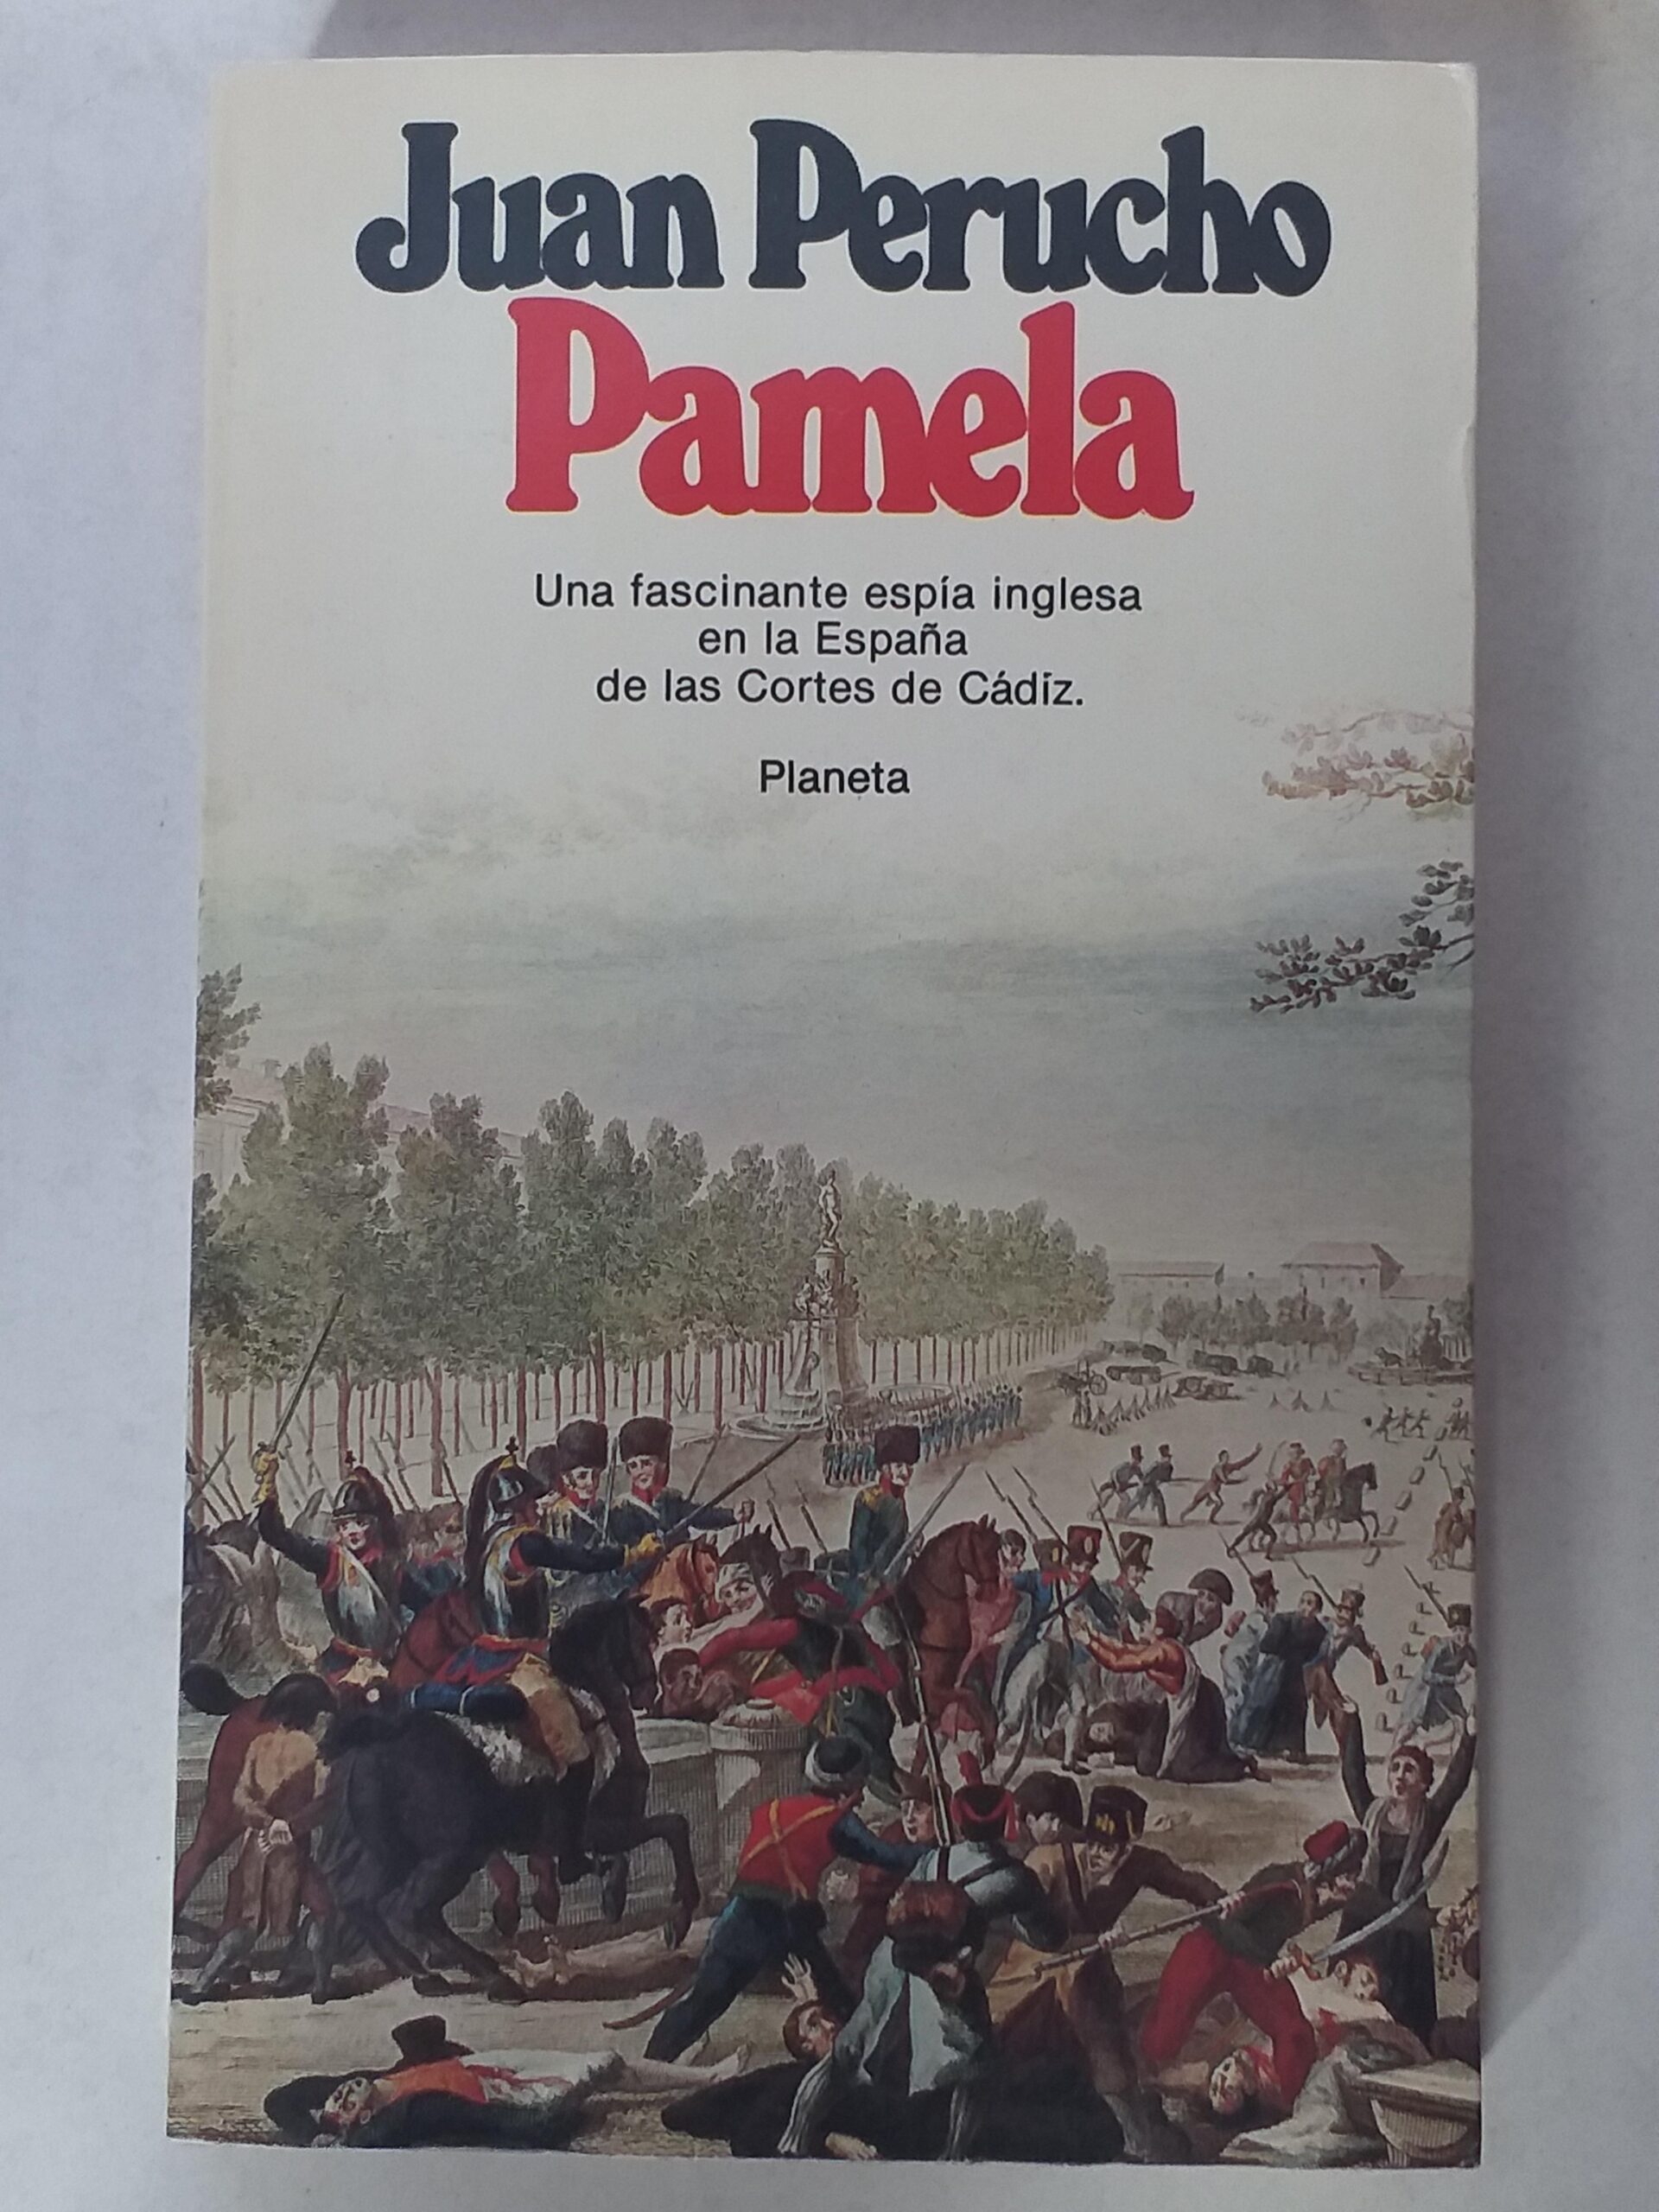 Juan Perucho
Pamela
Una fascinante espía inglesa
en la España
de las Cortes de Cádiz.
Planeta